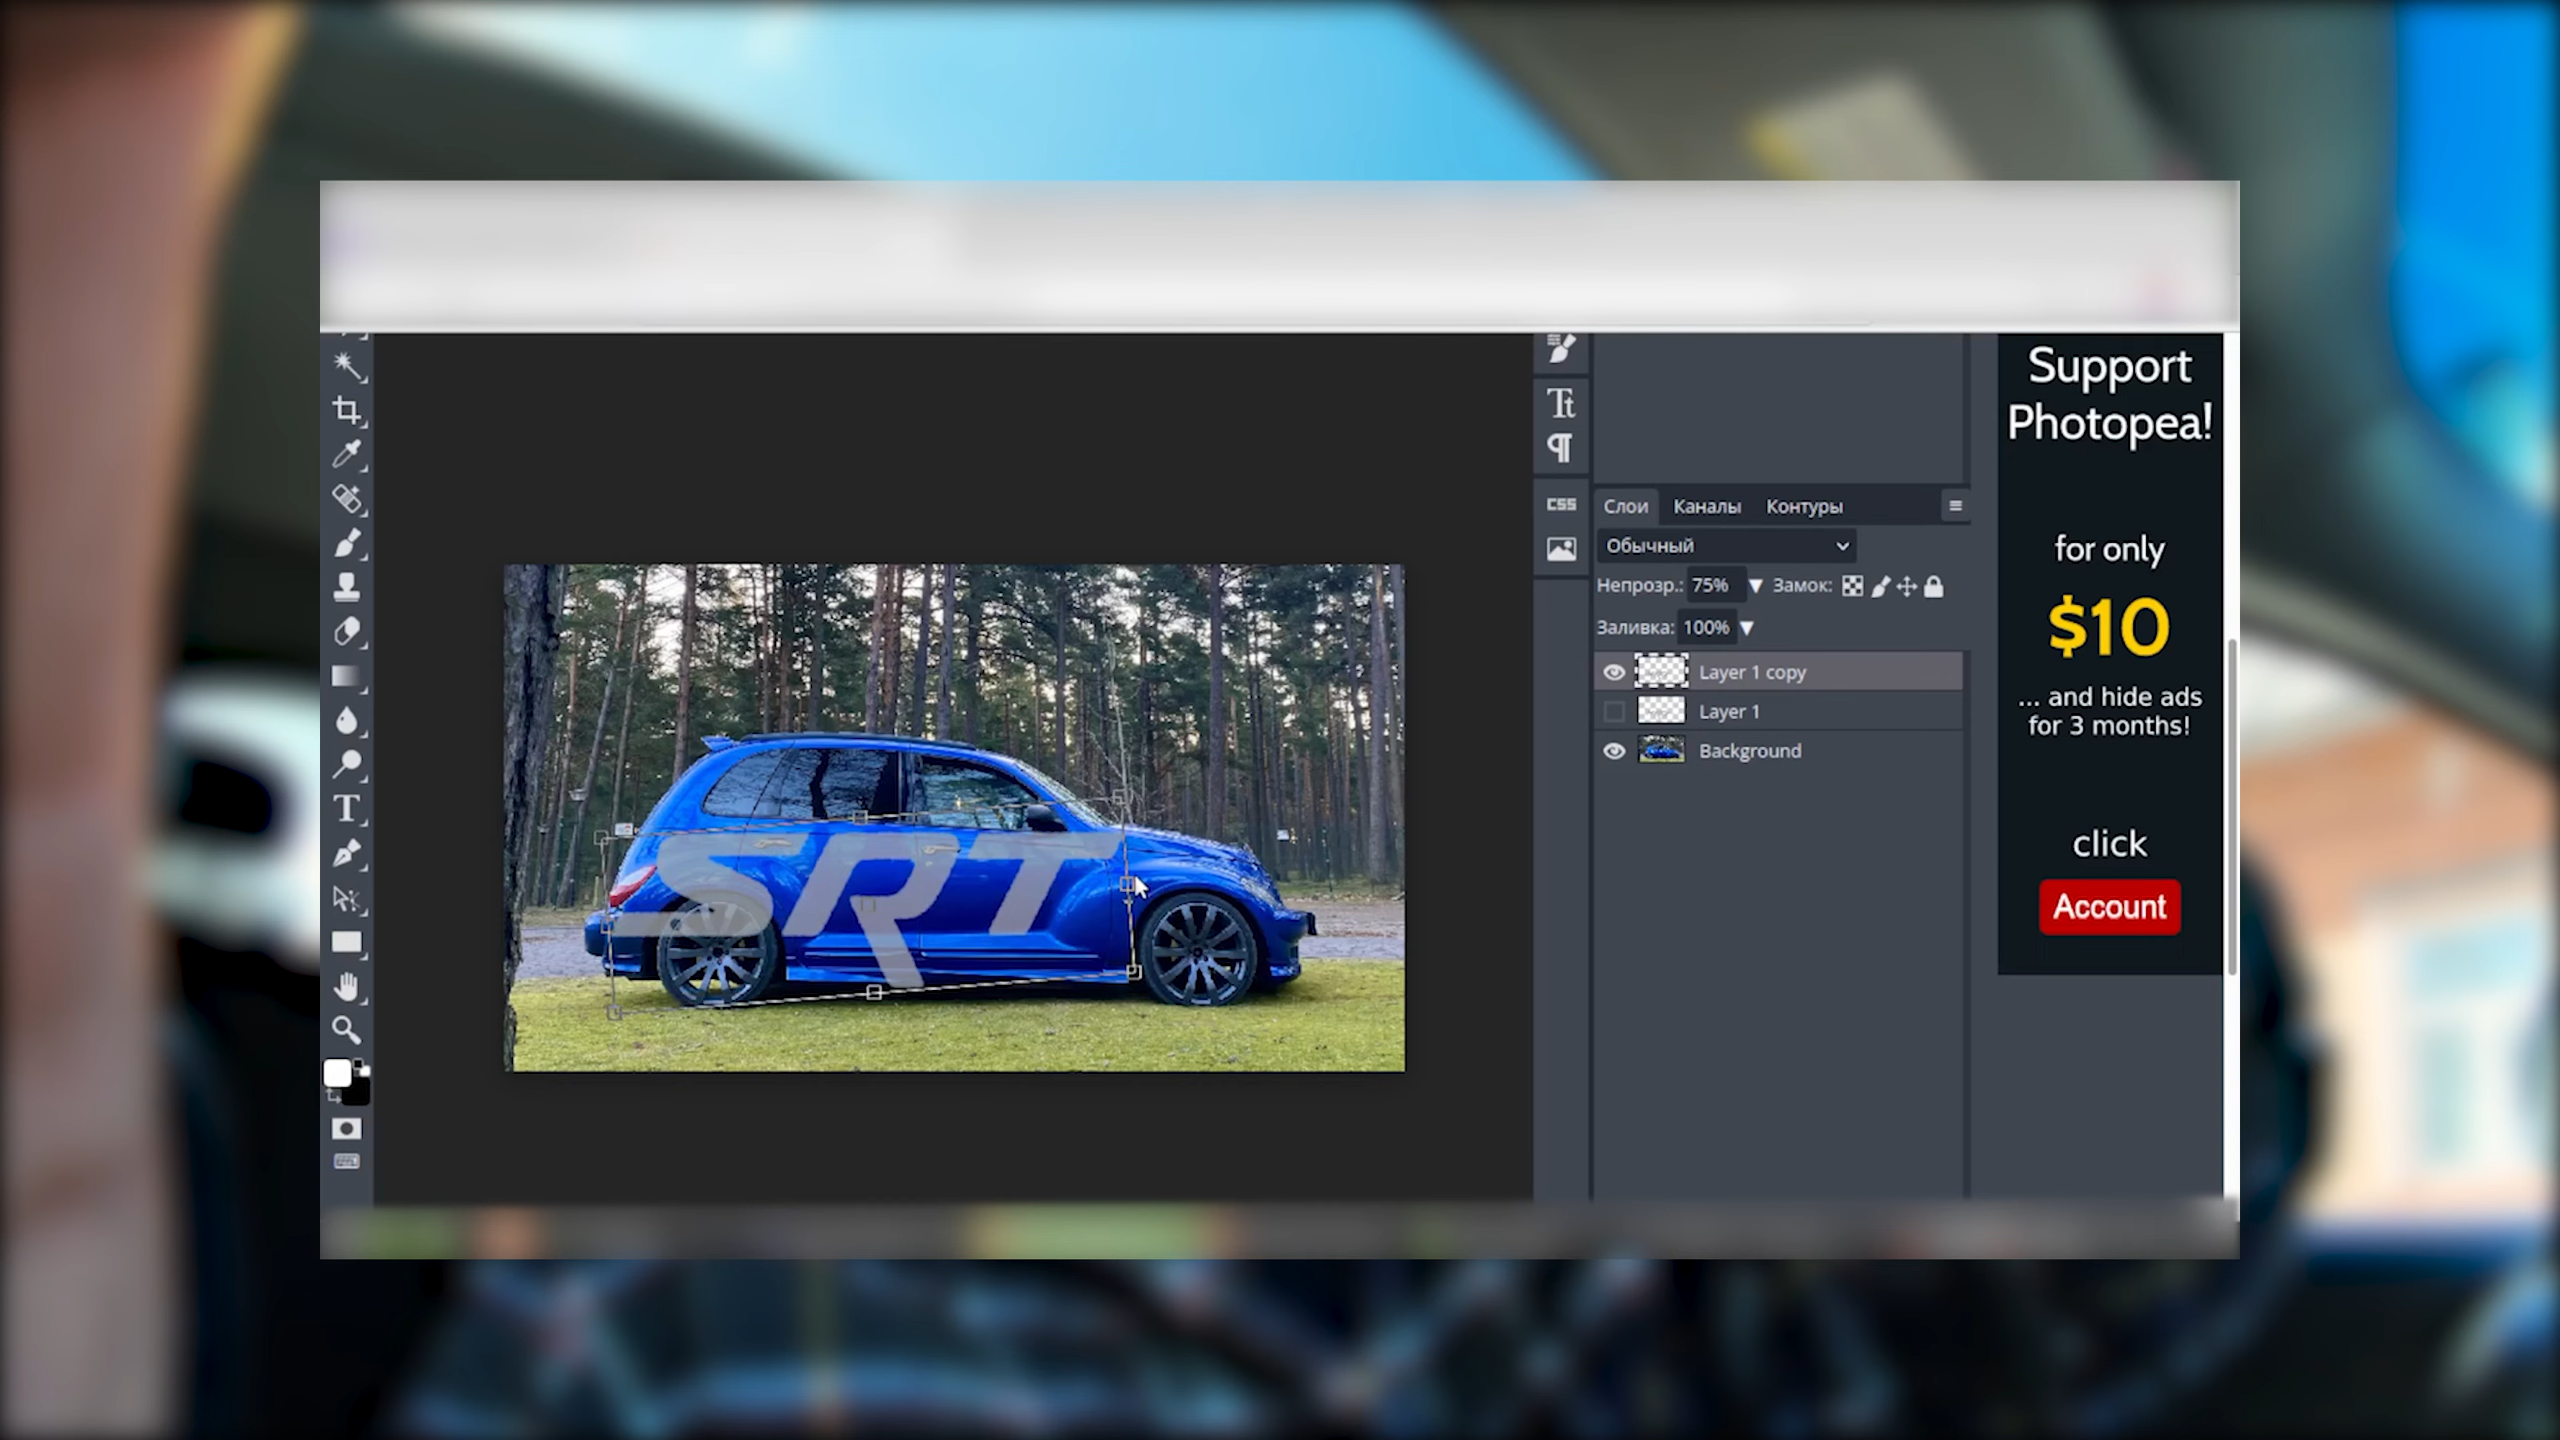 Support
Photopea!
for only
$10
... and hide ads
for 3 months!
click
Account
CSS
Слои Каналы Контуры
Обычный
Непрозр.: 75% Замок:
Заливка: 100%
Layer 1 copy
Layer 1
Background
SRT